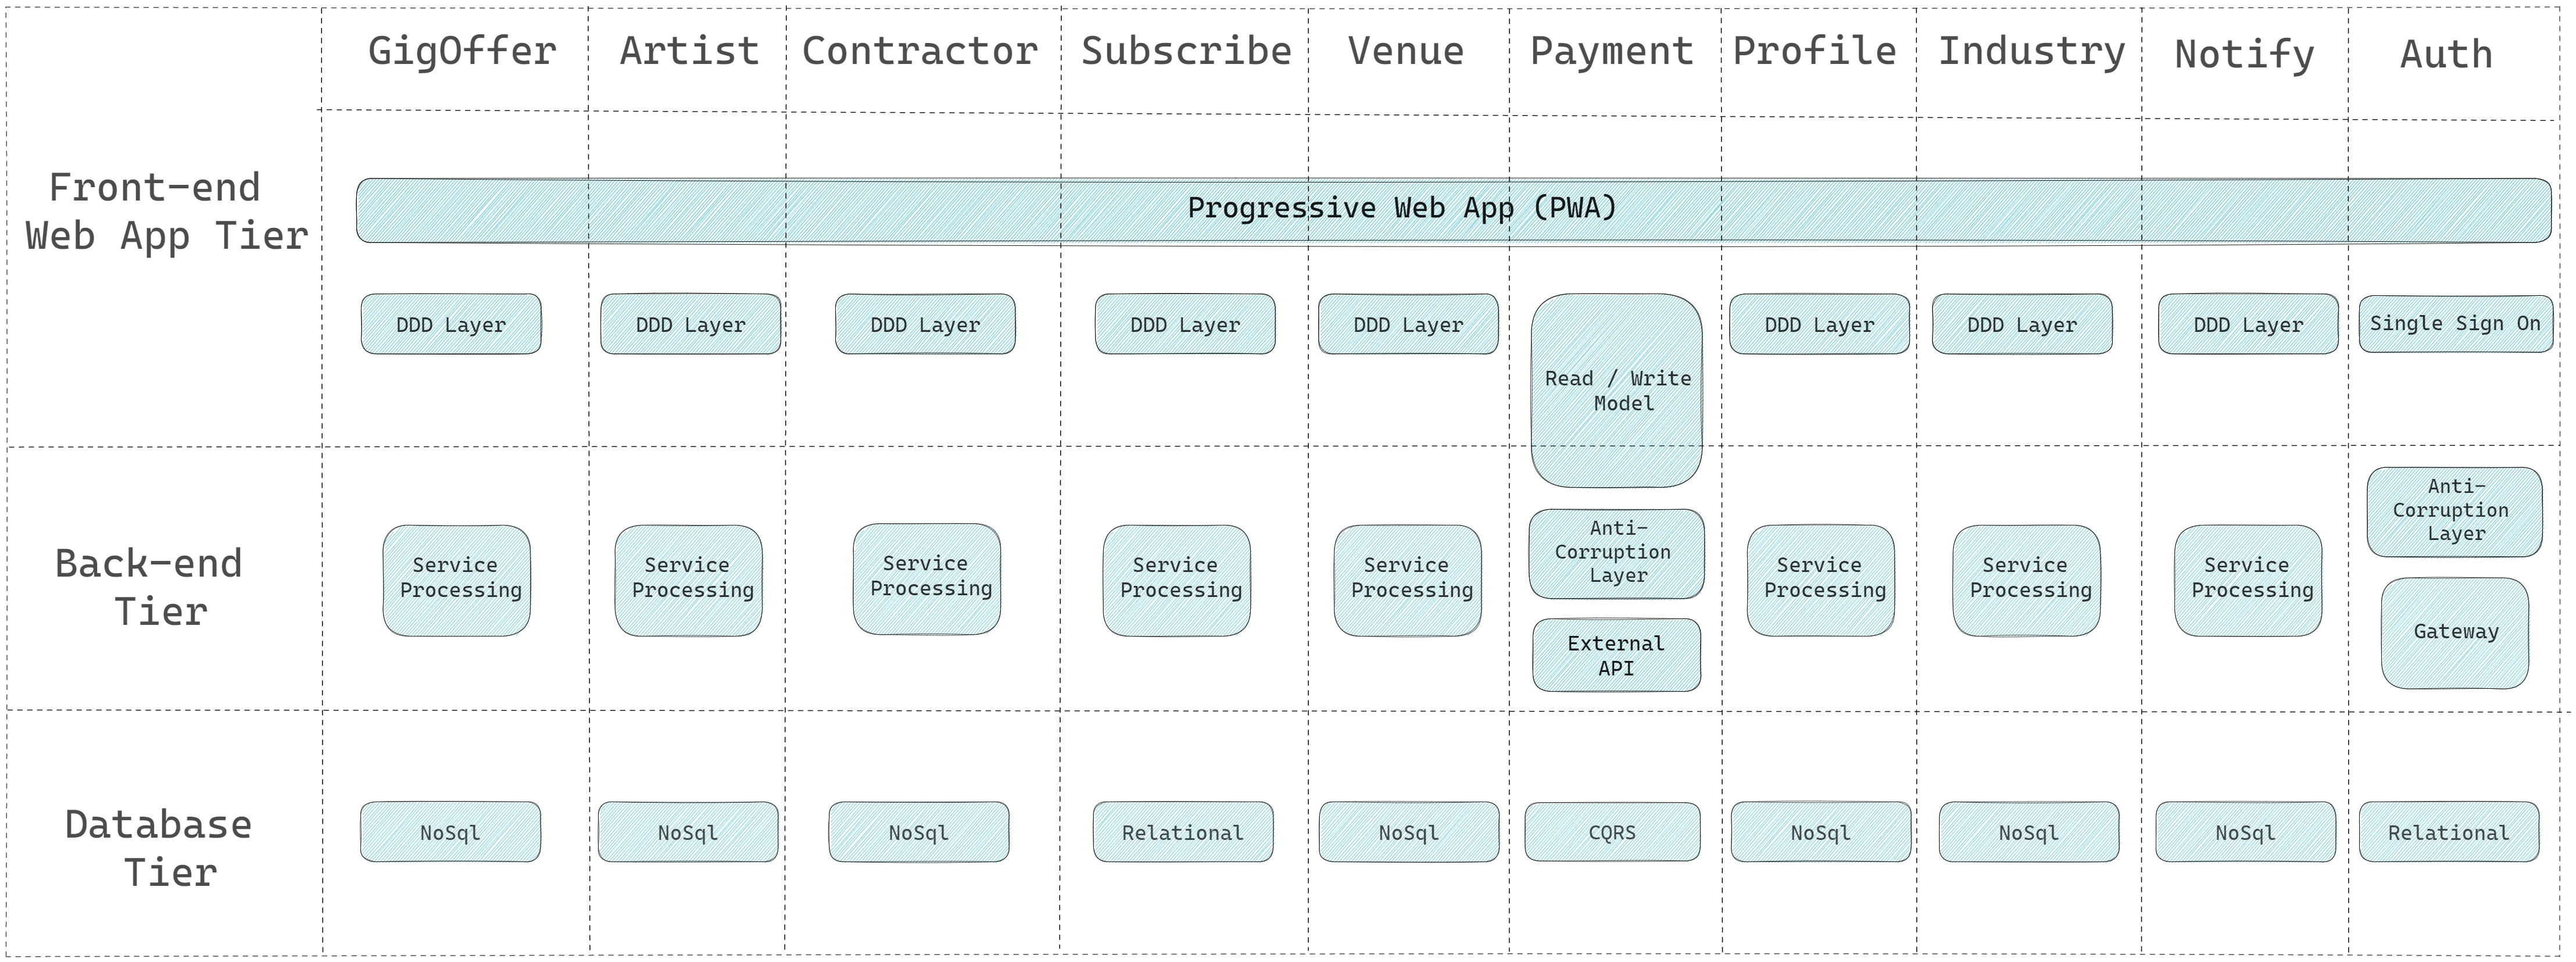 GigOffer
Artist
Contractor
Subscribe
Venue
Payment
Profile
Industry
Notify
Auth
Front-end
Web App Tier
Progressive Web App (PWA)
DDD Layer
DDD Layer
DDD Layer
DDD Layer
DDD Layer
Read / Write
Model
DDD Layer
DDD Layer
DDD Layer
Single Sign On
Back-end
Tier
Service
Processing
Service
Processing
Service
Processing
Service
Processing
Service
Processing
Anti-
Corruption
Layer
External
API
Service
Processing
Service
Processing
Service
Processing
Anti-
Corruption
Layer
Gateway
Database
Tier
NoSql
NoSql
NoSql
Relational
NoSql
CQRS
NoSql
NoSql
NoSql
Relational